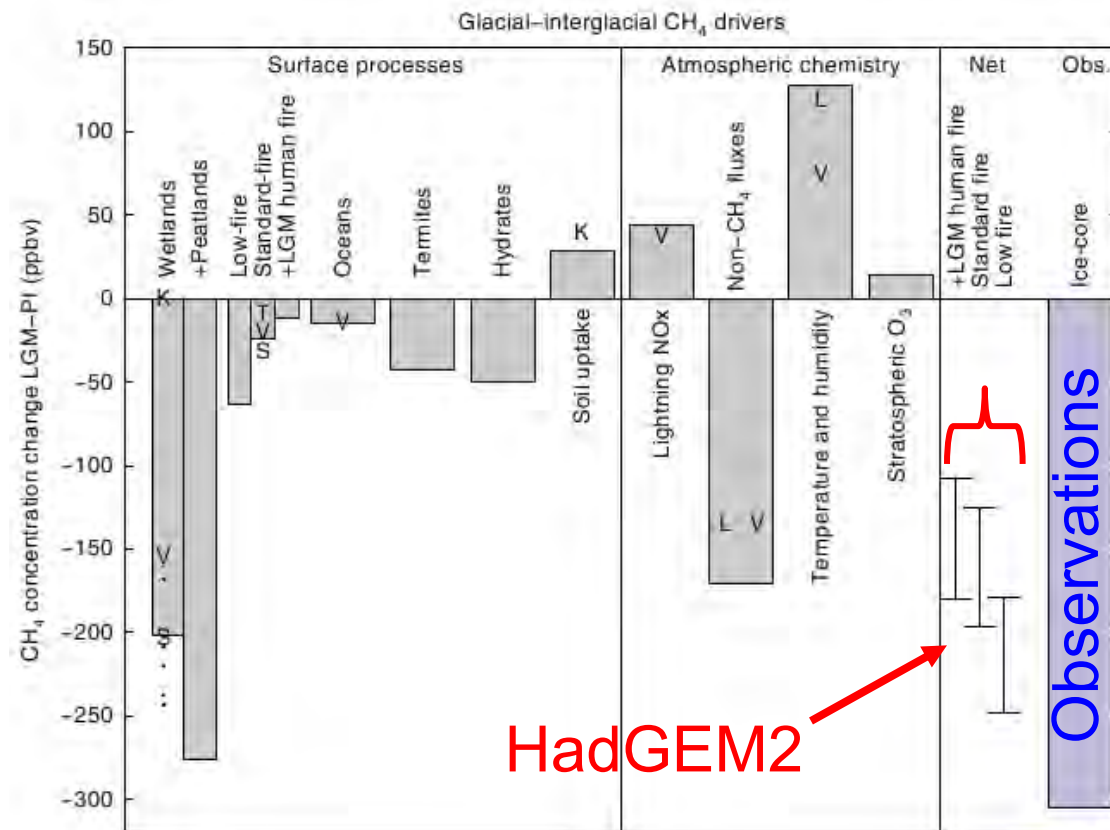 Glacial–interglacial CH₄ drivers
Surface processes
Atmospheric chemistry
Net
Obs.
CH₄ concentration change LGM–PI (ppbv)
150
100
50
0
−50
−100
−150
−200
−250
−300
Wetlands
+Peatlands
Low-fire
Standard-fire
+LGM human fire
Oceans
Termites
Hydrates
Soil uptake
Lightning NOx
Non–CH₄ fluxes
Temperature and humidity
Stratospheric O₃
+LGM human fire
Standard fire
Low fire
Ice-core
K
V
S
T
V
S
V
K
V
L V
L
V
HadGEM2
Observations